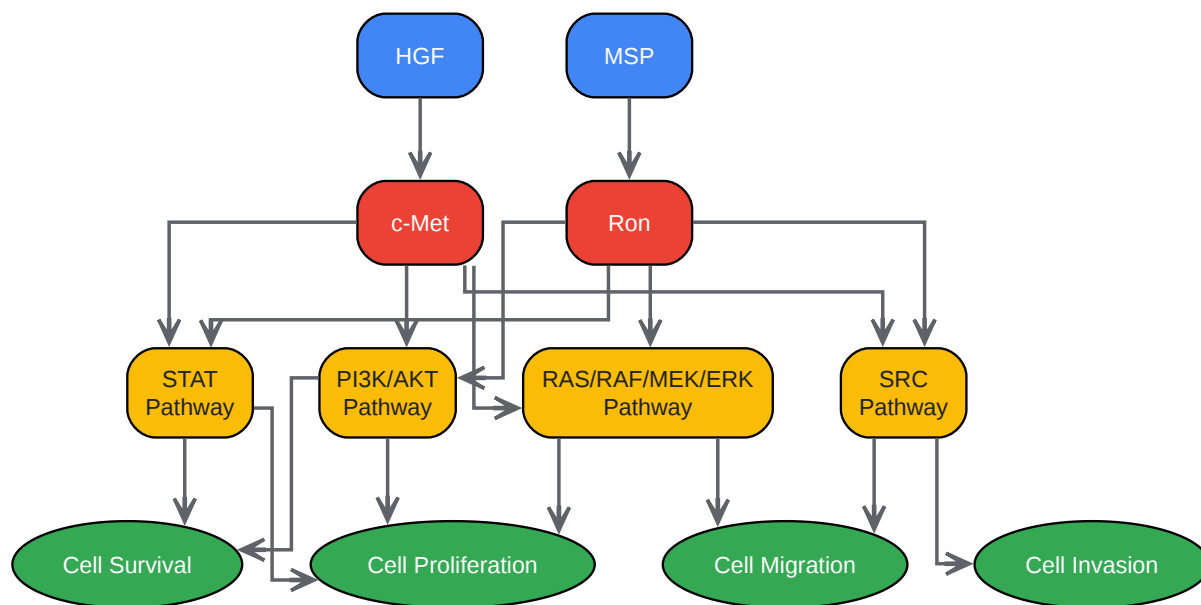 HGF
MSP
c-Met
Ron
STAT
Pathway
PI3K/AKT
Pathway
RAS/RAF/MEK/ERK
Pathway
SRC
Pathway
Cell Survival
Cell Proliferation
Cell Migration
Cell Invasion